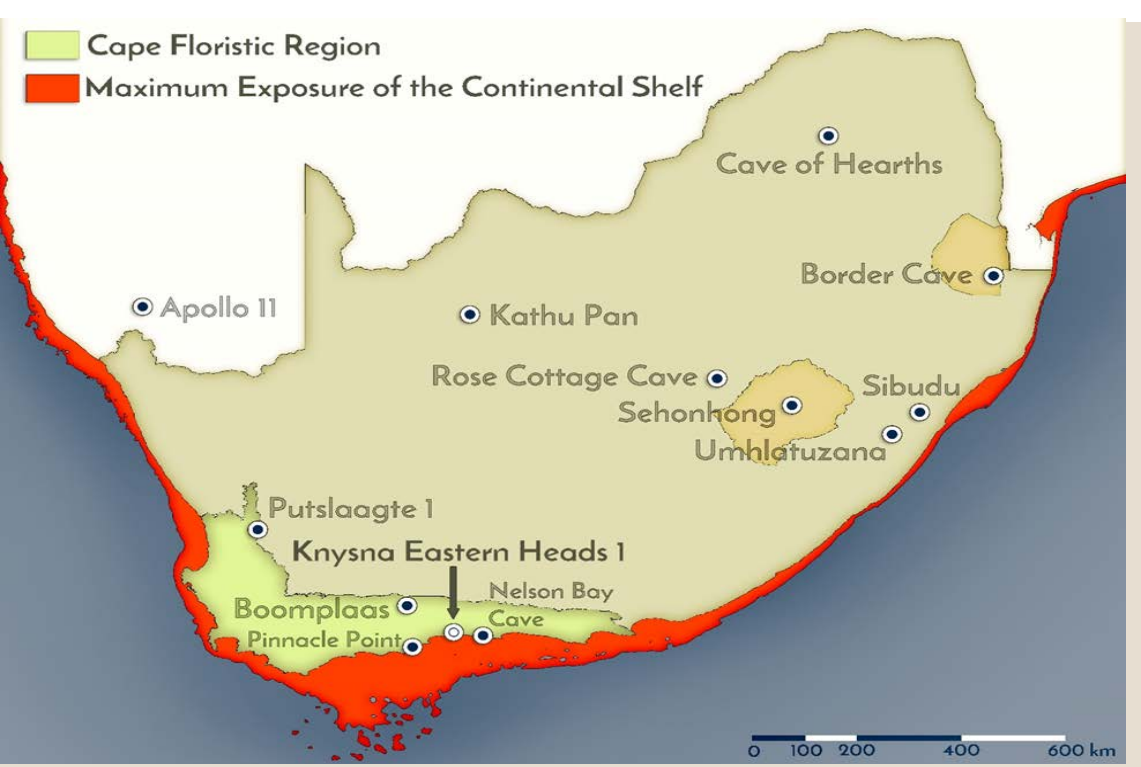 Cape Floristic Region
Maximum Exposure of the Continental Shelf
Cave of Hearths
Border Cave
Apollo 11
Kathu Pan
Rose Cottage Cave
Sibudu
Sehonhong
Umhlatuzana
Putslaagte 1
Knysna Eastern Heads 1
Nelson Bay
Cave
Boomplaas
Pinnacle Point
0 100 200 400 600 km